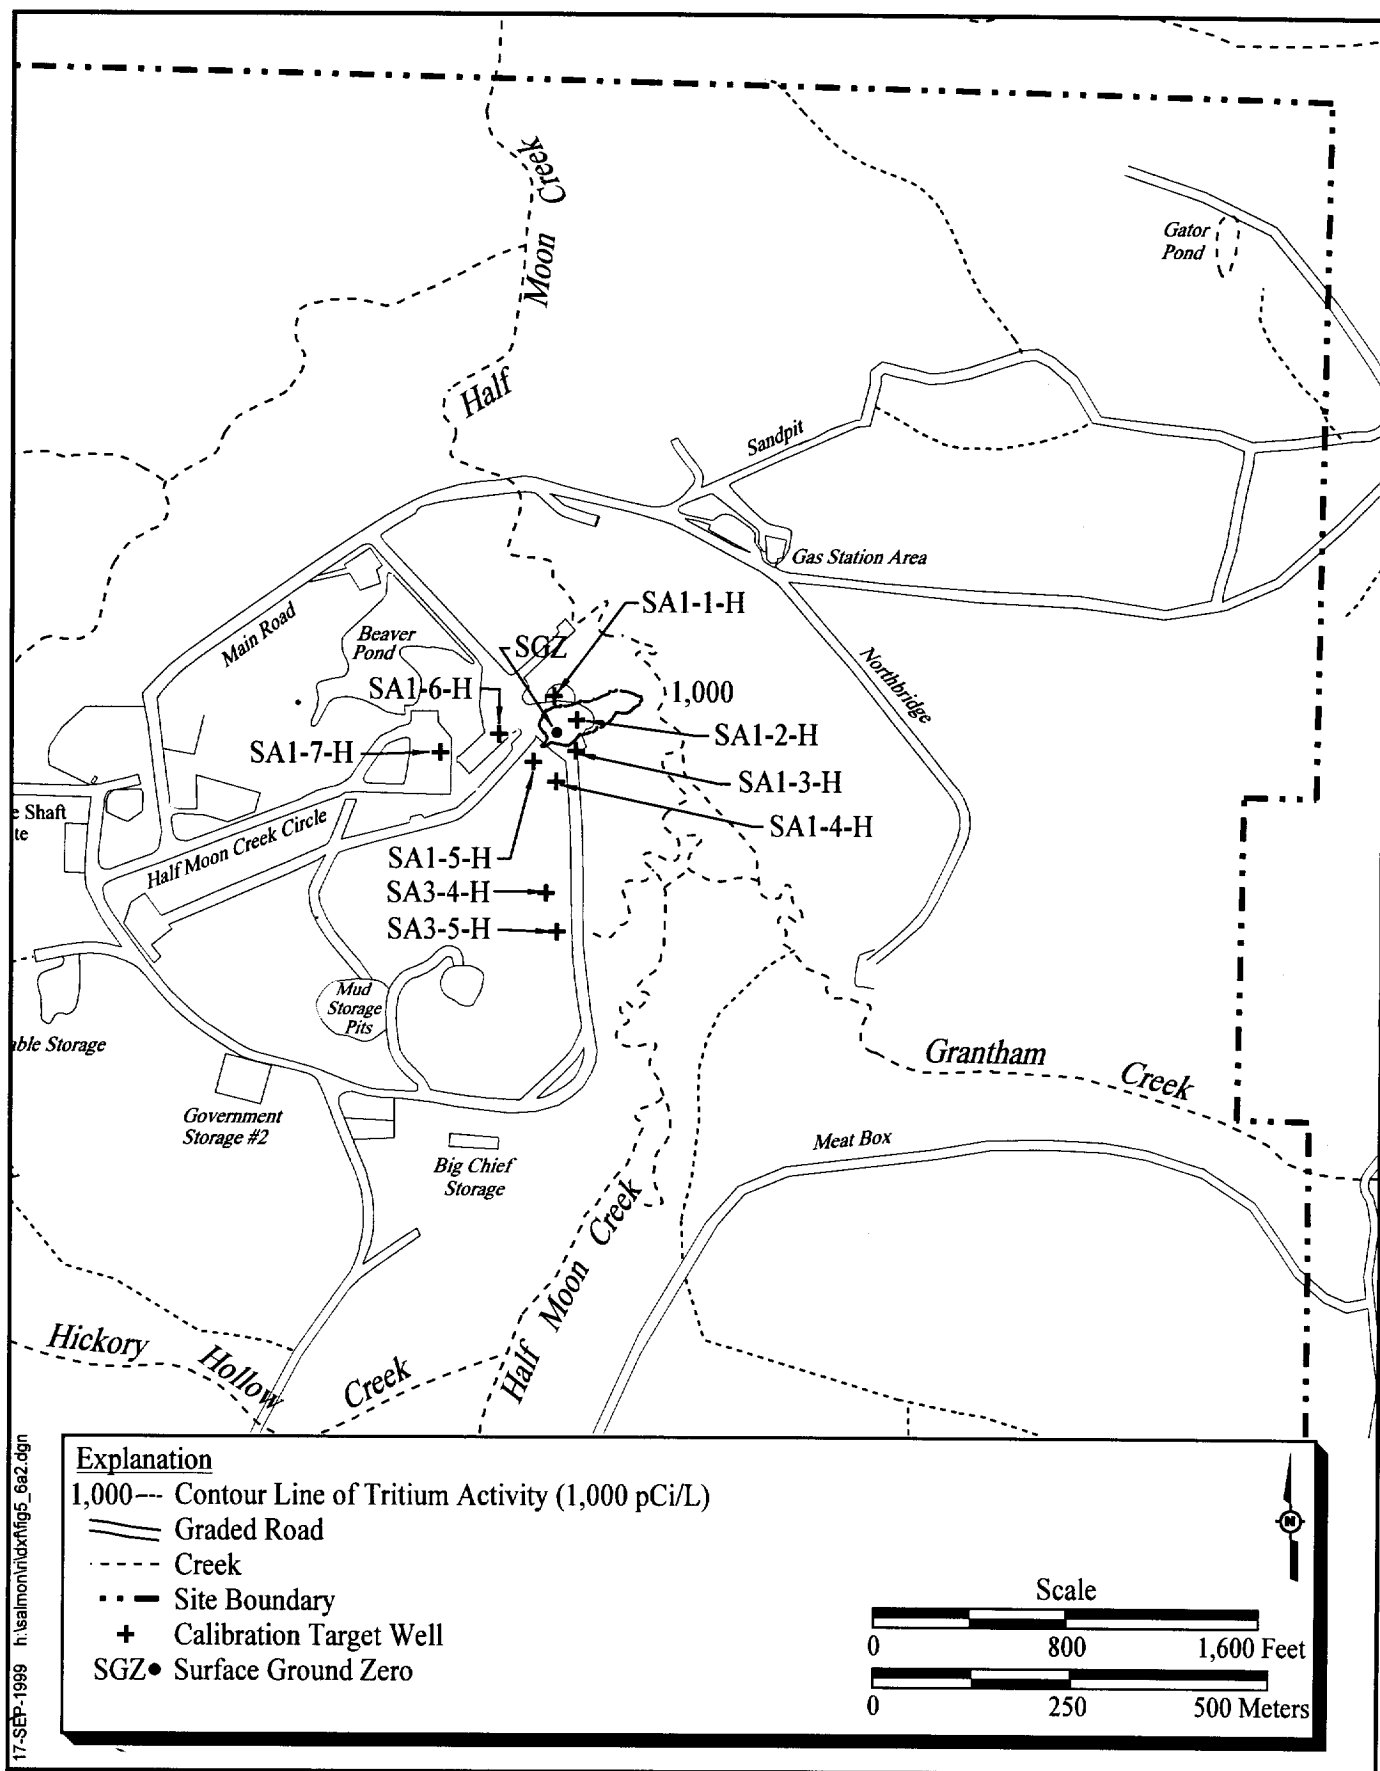 Half Moon Creek
Gator
Pond
Sandpit
Gas Station Area
SA1-1-H
Main Road
Beaver
Pond
SGZ
Northbridge
SA1-6-H
1,000
SA1-2-H
SA1-7-H
SA1-3-H
e Shaft
te
SA1-4-H
Half Moon Creek Circle
SA1-5-H
SA3-4-H
SA3-5-H
Mud
Storage
Pits
able Storage
Grantham Creek
Government
Storage #2
Meat Box
Big Chief
Storage
Half Moon Creek
Hickory Hollow Creek
Explanation
1,000--- Contour Line of Tritium Activity (1,000 pCi/L)
Graded Road
Creek
Site Boundary
+ Calibration Target Well
SGZ● Surface Ground Zero
N
Scale
0 800 1,600 Feet
0 250 500 Meters
17-SEP-1999 h:\salmon\ri\dxf\fig5_6a2.dgn